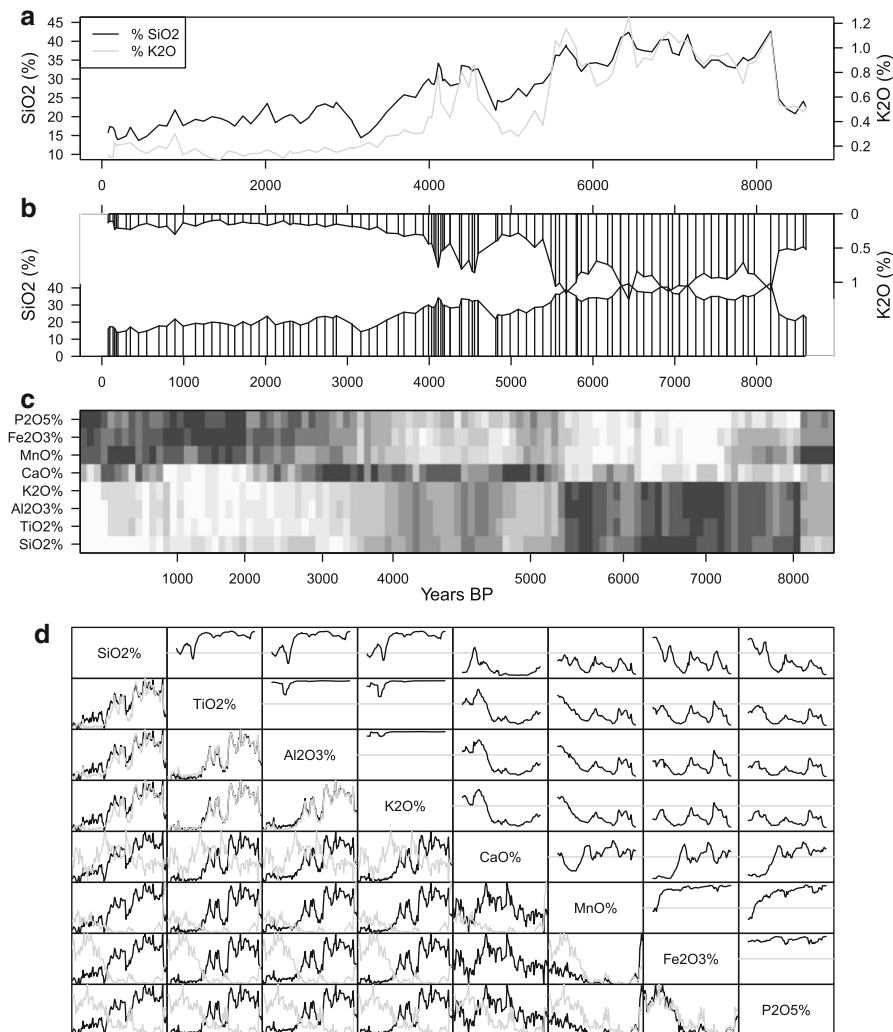 a
45
40
35
30
25
20
15
10
SiO2 (%)
% SiO2
% K2O
1.2
1.0
0.8
0.6
0.4
0.2
K2O (%)
0 2000 4000 6000 8000
b
SiO2 (%)
40
30
20
10
0
0
0.5
1
K2O (%)
0 1000 2000 3000 4000 5000 6000 7000 8000
c
P2O5%
Fe2O3%
MnO%
CaO%
K2O%
Al2O3%
TiO2%
SiO2%
1000 2000 3000 4000 5000 6000 7000 8000
Years BP
d
SiO2%
TiO2%
Al2O3%
K2O%
CaO%
MnO%
Fe2O3%
P2O5%